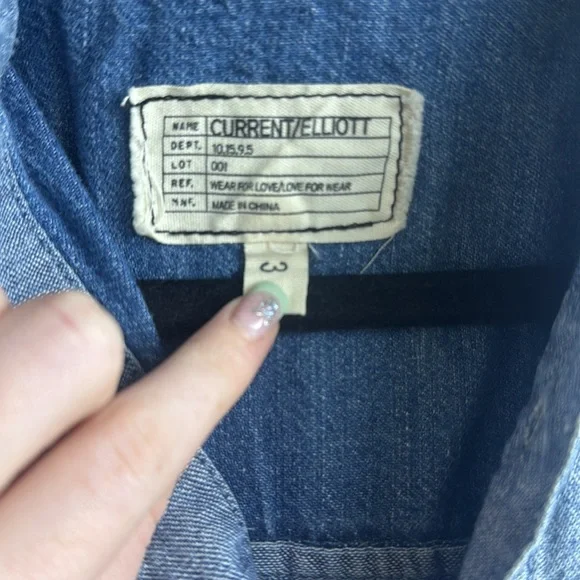 NAME CURRENT/ELLIOTT
DEPT. 10.15.9.5
LOT 001
REF. WEAR FOR LOVE/LOVE FOR WEAR
MNF. MADE IN CHINA
3